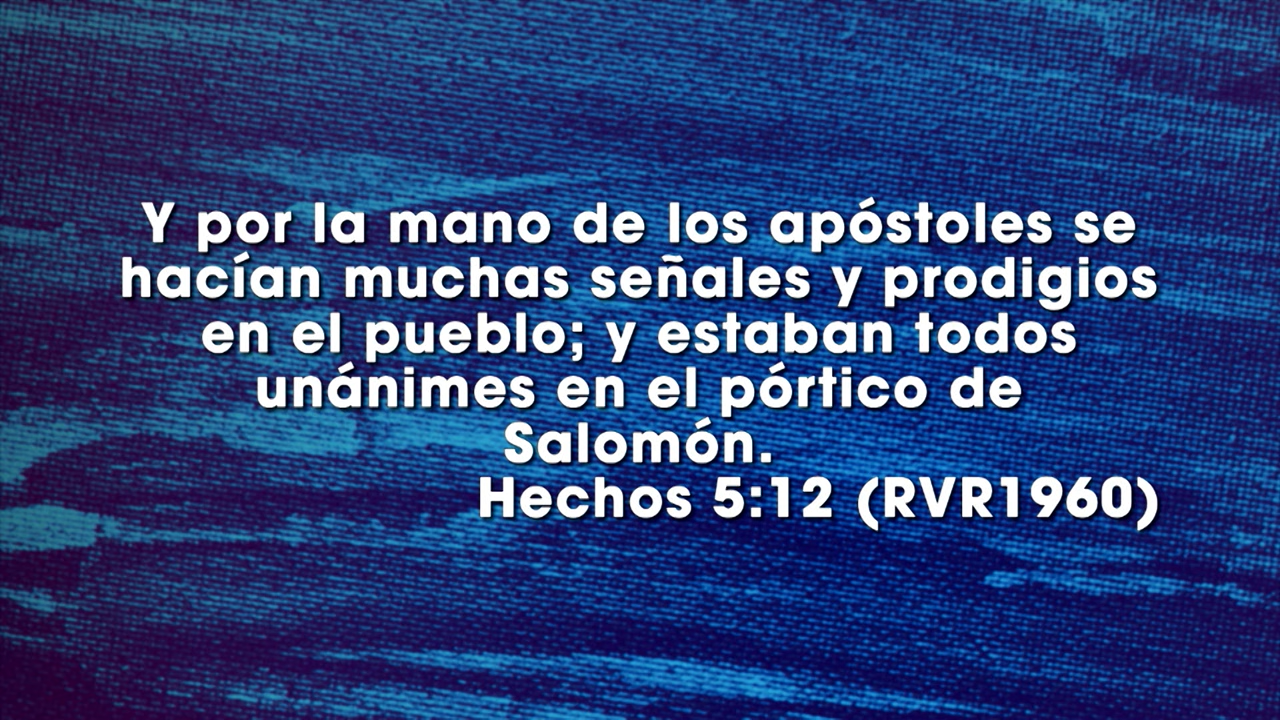 Y por la mano de los apóstoles se
hacían muchas señales y prodigios
en el pueblo; y estaban todos
unánimes en el pórtico de
Salomón.
Hechos 5:12 (RVR1960)